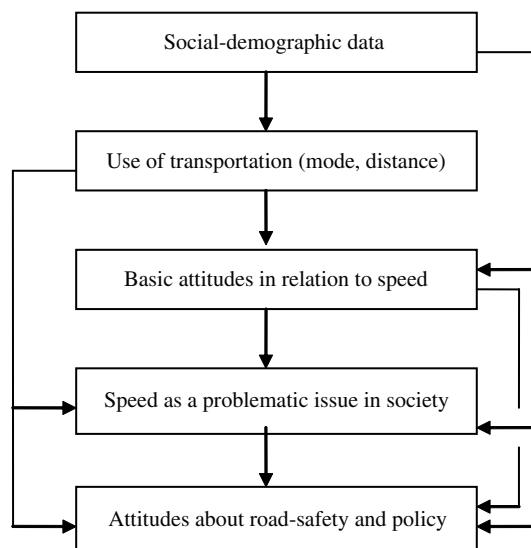 Social-demographic data
Use of transportation (mode, distance)
Basic attitudes in relation to speed
Speed as a problematic issue in society
Attitudes about road-safety and policy